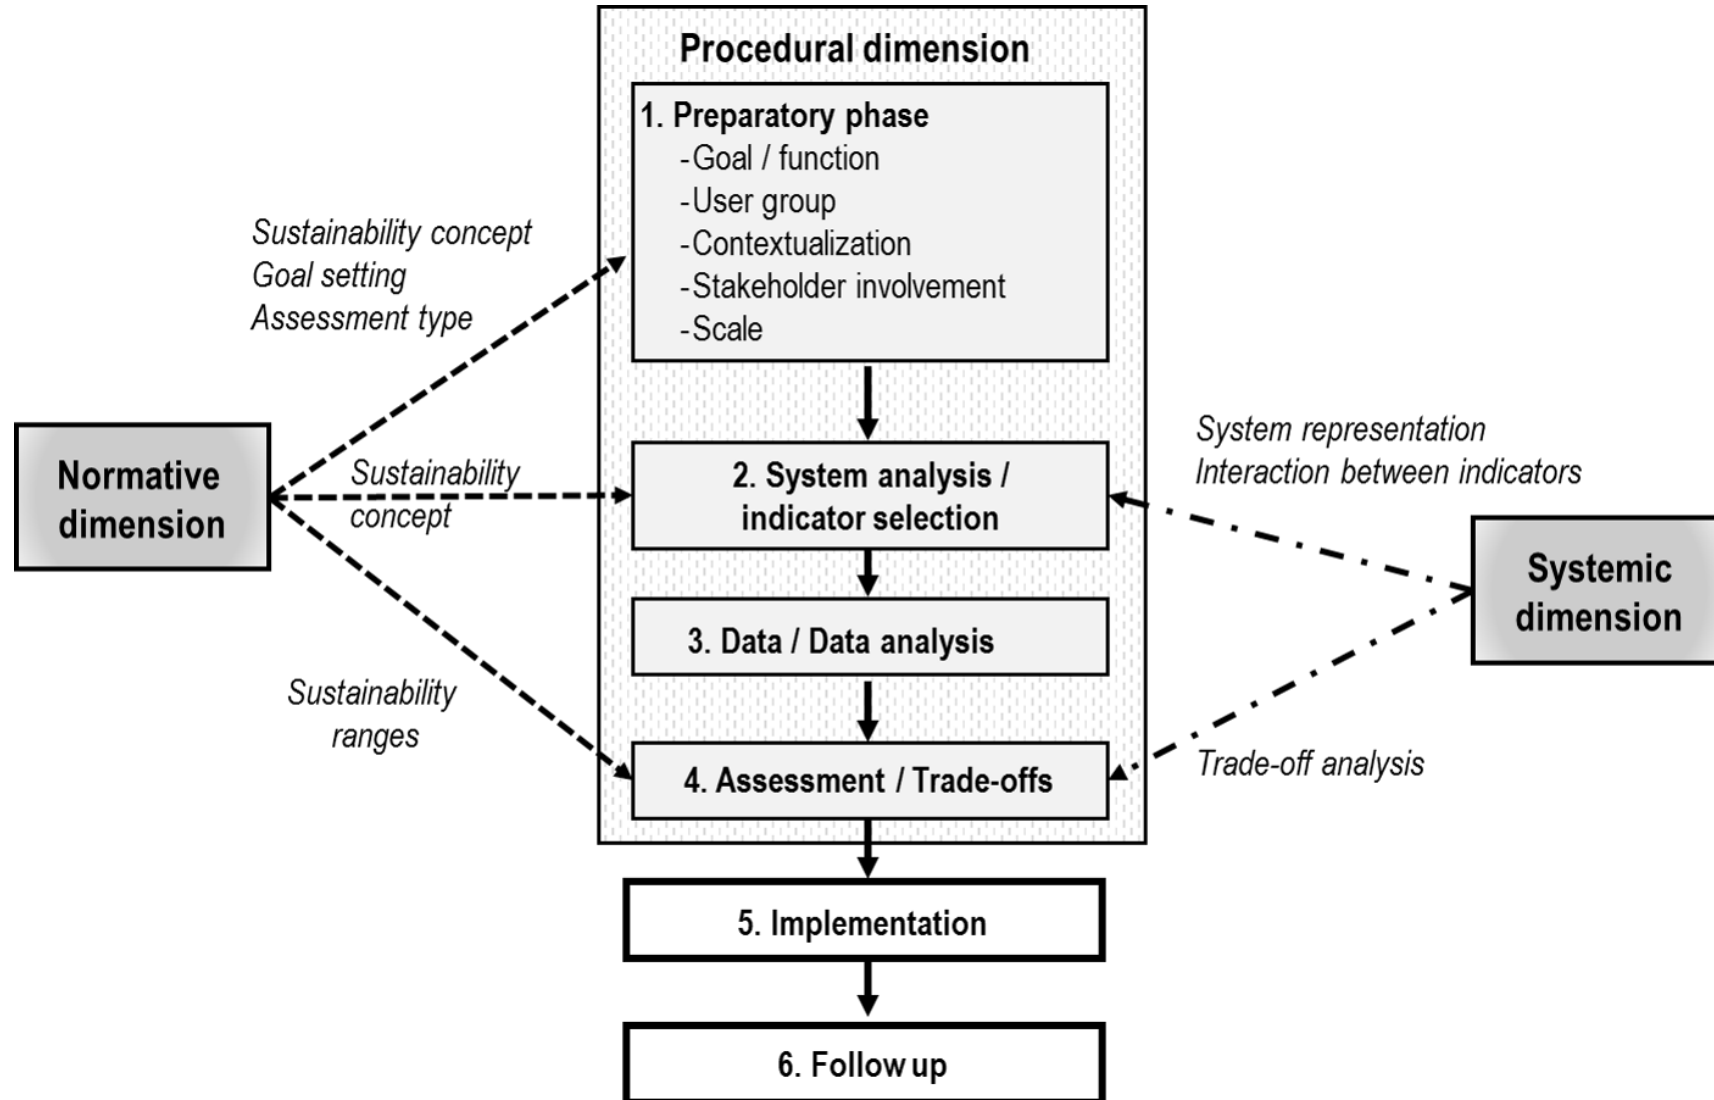 Procedural dimension
1. Preparatory phase
-Goal / function
-User group
-Contextualization
-Stakeholder involvement
-Scale
Sustainability concept
Goal setting
Assessment type
Normative
dimension
Sustainability
concept
Sustainability
ranges
2. System analysis /
indicator selection
3. Data / Data analysis
4. Assessment / Trade-offs
System representation
Interaction between indicators
Systemic
dimension
Trade-off analysis
5. Implementation
6. Follow up